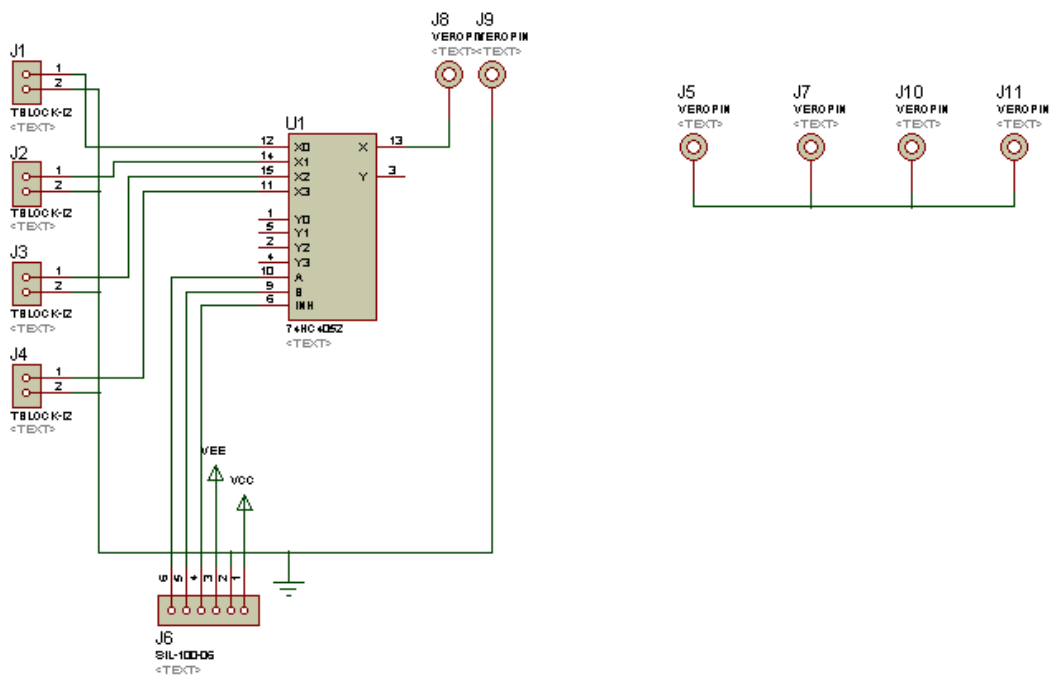 J8 J9
VEROPIN VEROPIN
<TEXT> <TEXT>
J1
1
2
TBLOCK-I2
<TEXT>
J5 J7 J10 J11
VEROPIN VEROPIN VEROPIN VEROPIN
<TEXT> <TEXT> <TEXT> <TEXT>
U1
12 X0 X 13
14 X1
15 X2 Y 3
11 X3
1 Y0
5 Y1
2 Y2
4 Y3
10 A
9 B
6 INH
74HC4052
<TEXT>
J2
1
2
TBLOCK-I2
<TEXT>
J3
1
2
TBLOCK-I2
<TEXT>
J4
1
2
TBLOCK-I2
<TEXT>
VEE
VCC
6 5 4 3 2 1
J6
SIL-100-06
<TEXT>